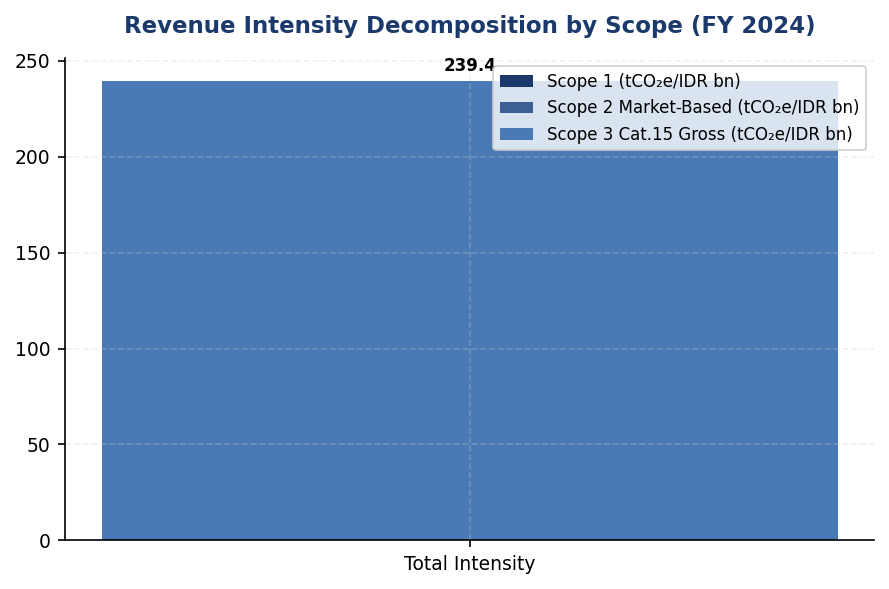 Revenue Intensity Decomposition by Scope (FY 2024)
250
200
150
100
50
0
239.4
Scope 1 (tCO₂e/IDR bn)
Scope 2 Market-Based (tCO₂e/IDR bn)
Scope 3 Cat.15 Gross (tCO₂e/IDR bn)
Total Intensity